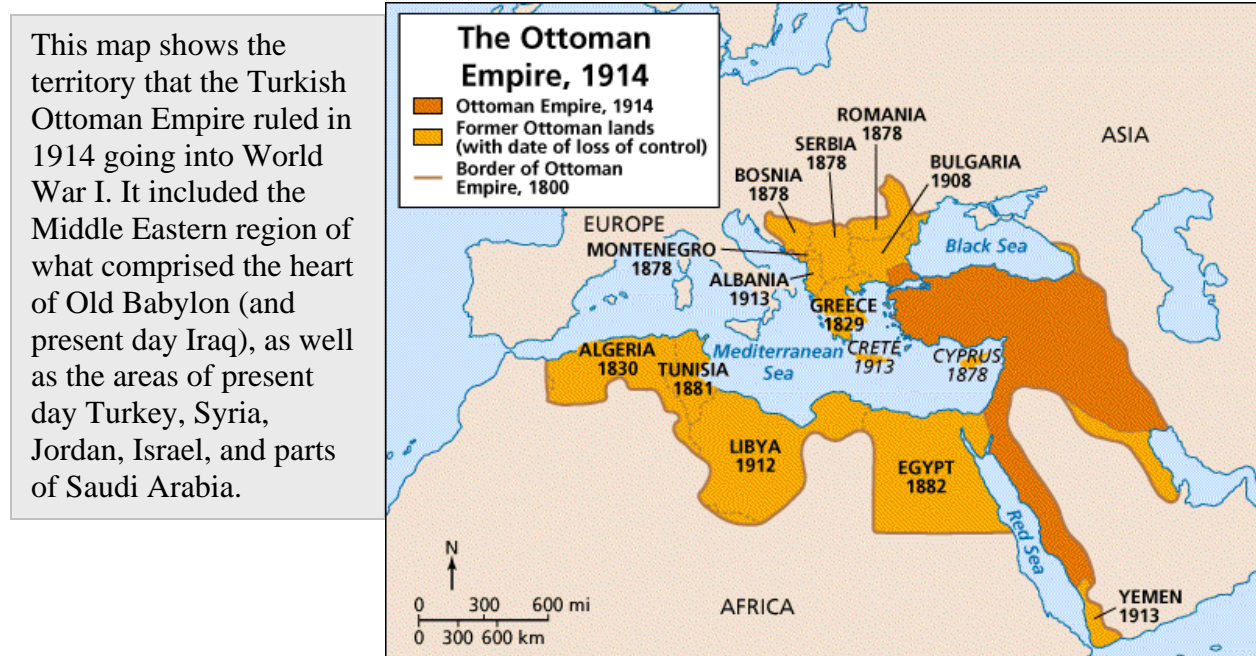 This map shows the
territory that the Turkish
Ottoman Empire ruled in
1914 going into World
War I. It included the
Middle Eastern region of
what comprised the heart
of Old Babylon (and
present day Iraq), as well
as the areas of present
day Turkey, Syria,
Jordan, Israel, and parts
of Saudi Arabia.
The Ottoman
Empire, 1914
Ottoman Empire, 1914
Former Ottoman lands
(with date of loss of control)
Border of Ottoman
Empire, 1800
ROMANIA
1878
ASIA
SERBIA
1878
BULGARIA
1908
BOSNIA
1878
EUROPE
MONTENEGRO
1878
Black Sea
ALBANIA
1913
GREECE
1829
ALGERIA
1830
TUNISIA
1881
Mediterranean
Sea
CRETE
1913
CYPRUS
1878
LIBYA
1912
EGYPT
1882
Red Sea
N
0 300 600 mi
0 300 600 km
AFRICA
YEMEN
1913